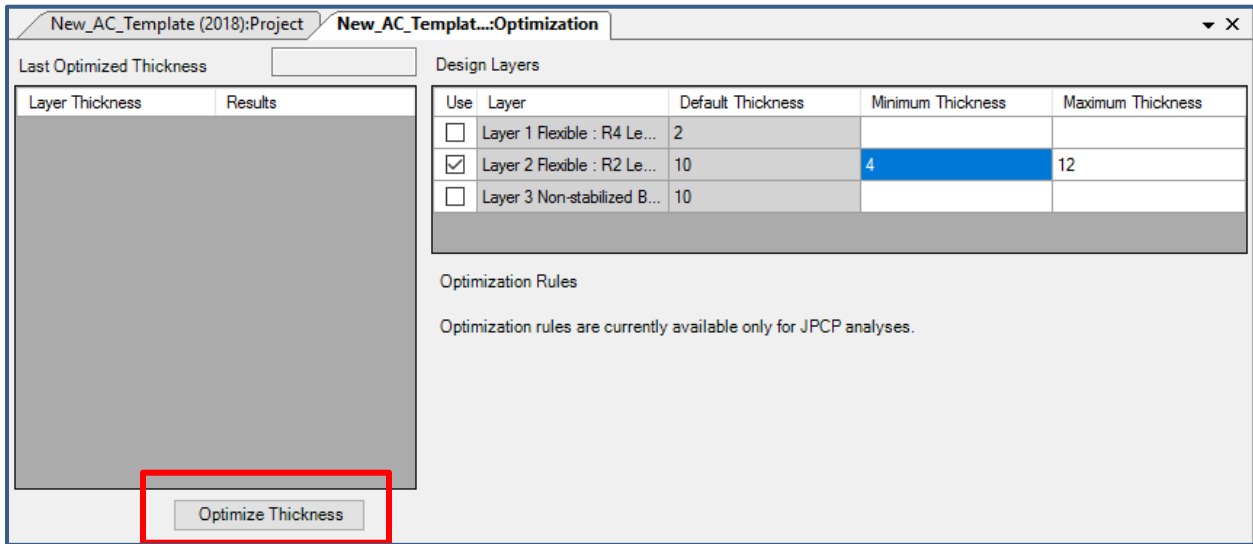 New_AC_Template (2018):Project New_AC_Templat...:Optimization
Last Optimized Thickness
Layer Thickness Results
Optimize Thickness
Design Layers
Use Layer Default Thickness Minimum Thickness Maximum Thickness
Layer 1 Flexible : R4 Le... 2
Layer 2 Flexible : R2 Le... 10 4 12
Layer 3 Non-stabilized B... 10
Optimization Rules
Optimization rules are currently available only for JPCP analyses.